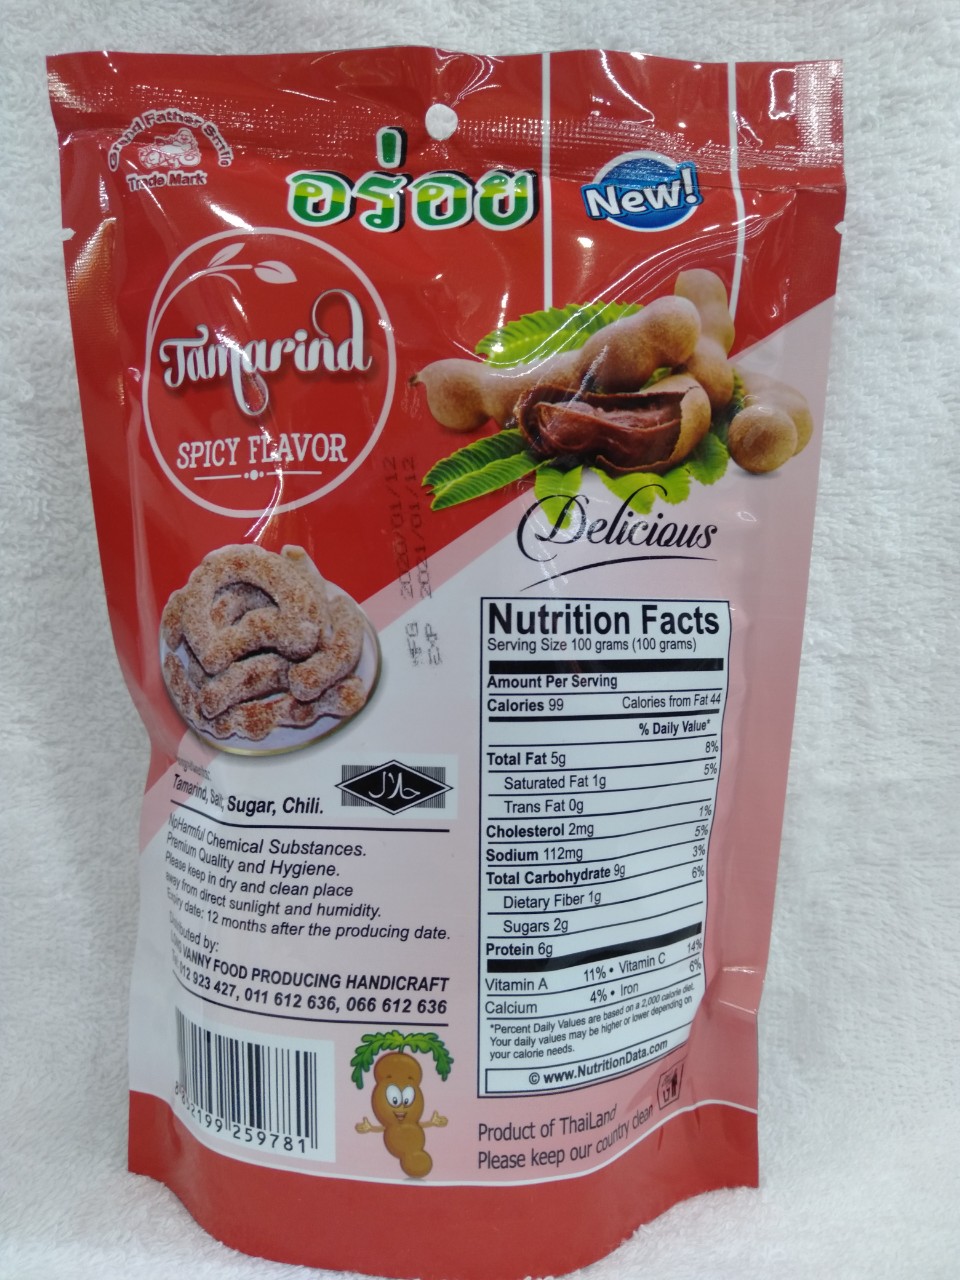 Grand Father Smile
Trade Mark
อร่อย
New!
Tamarind
SPICY FLAVOR
Delicious
MFG 2020/01/12
EXP 2021/01/12
Nutrition Facts
Serving Size 100 grams (100 grams)
Amount Per Serving
Calories 99 Calories from Fat 44
% Daily Value*
Total Fat 5g 8%
Saturated Fat 1g 5%
Trans Fat 0g
Cholesterol 2mg 1%
Sodium 112mg 5%
Total Carbohydrate 9g 3%
Dietary Fiber 1g 6%
Sugars 2g
Protein 6g
Vitamin A 11% • Vitamin C 14%
Calcium 4% • Iron 6%
*Percent Daily Values are based on a 2,000 calorie diet.
Your daily values may be higher or lower depending on
your calorie needs.
© www.NutritionData.com
Tamarind, Salt, Sugar, Chili.
حلال
NoHarmful Chemical Substances.
Premium Quality and Hygiene.
Please keep in dry and clean place
away from direct sunlight and humidity.
Expiry date: 12 months after the producing date.
Distributed by:
VANNY FOOD PRODUCING HANDICRAFT
012 923 427, 011 612 636, 066 612 636
259781
Product of ThaiLand
Please keep our country clean